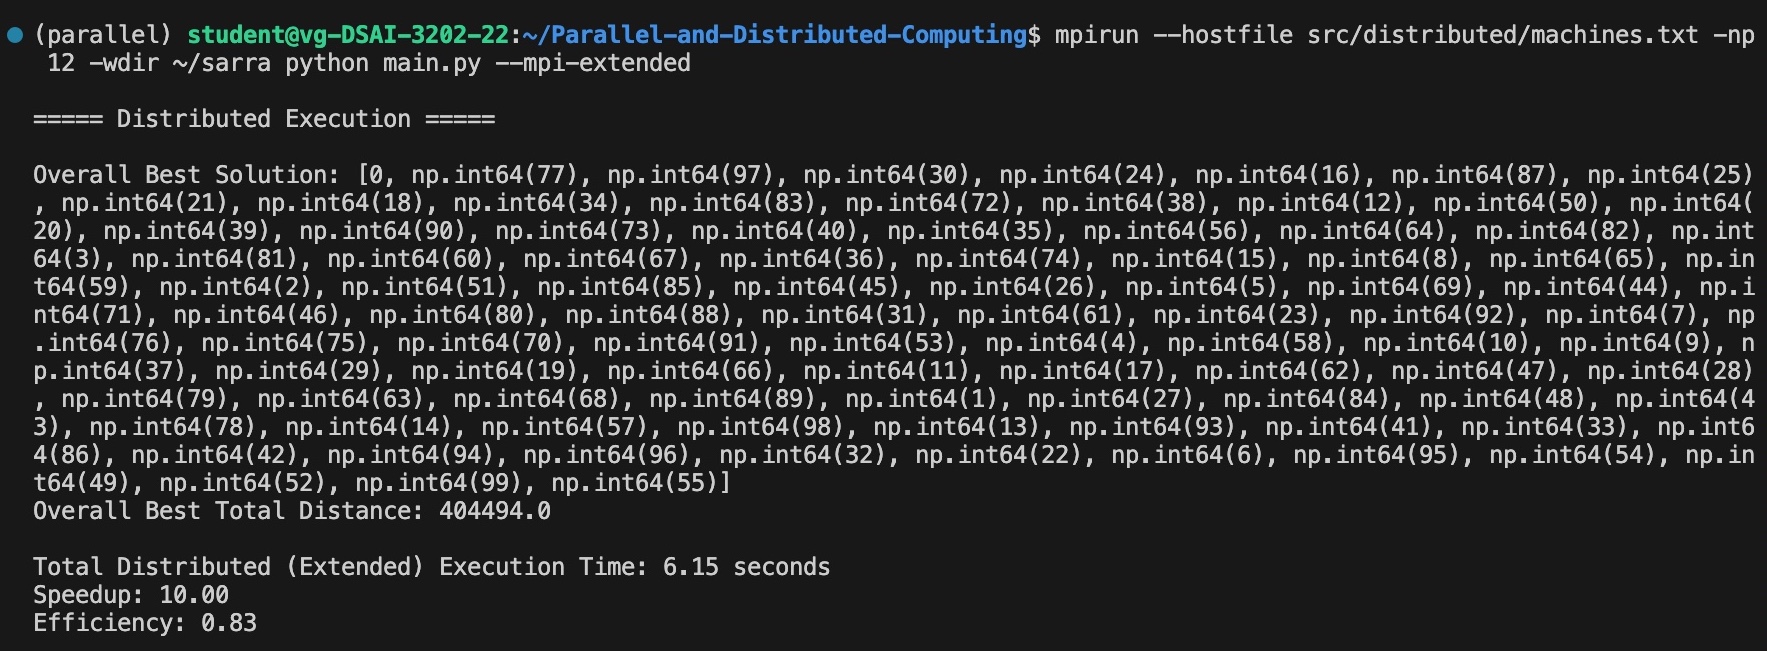 (parallel) student@vg-DSAI-3202-22:~/Parallel-and-Distributed-Computing$ mpirun --hostfile src/distributed/machines.txt -np
12 -wdir ~/sarra python main.py --mpi-extended
===== Distributed Execution =====
Overall Best Solution: [0, np.int64(77), np.int64(97), np.int64(30), np.int64(24), np.int64(16), np.int64(87), np.int64(25)
, np.int64(21), np.int64(18), np.int64(34), np.int64(83), np.int64(72), np.int64(38), np.int64(12), np.int64(50), np.int64(
20), np.int64(39), np.int64(90), np.int64(73), np.int64(40), np.int64(35), np.int64(56), np.int64(64), np.int64(82), np.int
64(3), np.int64(81), np.int64(60), np.int64(67), np.int64(36), np.int64(74), np.int64(15), np.int64(8), np.int64(65), np.in
t64(59), np.int64(2), np.int64(51), np.int64(85), np.int64(45), np.int64(26), np.int64(5), np.int64(69), np.int64(44), np.i
nt64(71), np.int64(46), np.int64(80), np.int64(88), np.int64(31), np.int64(61), np.int64(23), np.int64(92), np.int64(7), np
.int64(76), np.int64(75), np.int64(70), np.int64(91), np.int64(53), np.int64(4), np.int64(58), np.int64(10), np.int64(9), n
p.int64(37), np.int64(29), np.int64(19), np.int64(66), np.int64(11), np.int64(17), np.int64(62), np.int64(47), np.int64(28)
, np.int64(79), np.int64(63), np.int64(68), np.int64(89), np.int64(1), np.int64(27), np.int64(84), np.int64(48), np.int64(4
3), np.int64(78), np.int64(14), np.int64(57), np.int64(98), np.int64(13), np.int64(93), np.int64(41), np.int64(33), np.int6
4(86), np.int64(42), np.int64(94), np.int64(96), np.int64(32), np.int64(22), np.int64(6), np.int64(95), np.int64(54), np.in
t64(49), np.int64(52), np.int64(99), np.int64(55)]
Overall Best Total Distance: 404494.0
Total Distributed (Extended) Execution Time: 6.15 seconds
Speedup: 10.00
Efficiency: 0.83